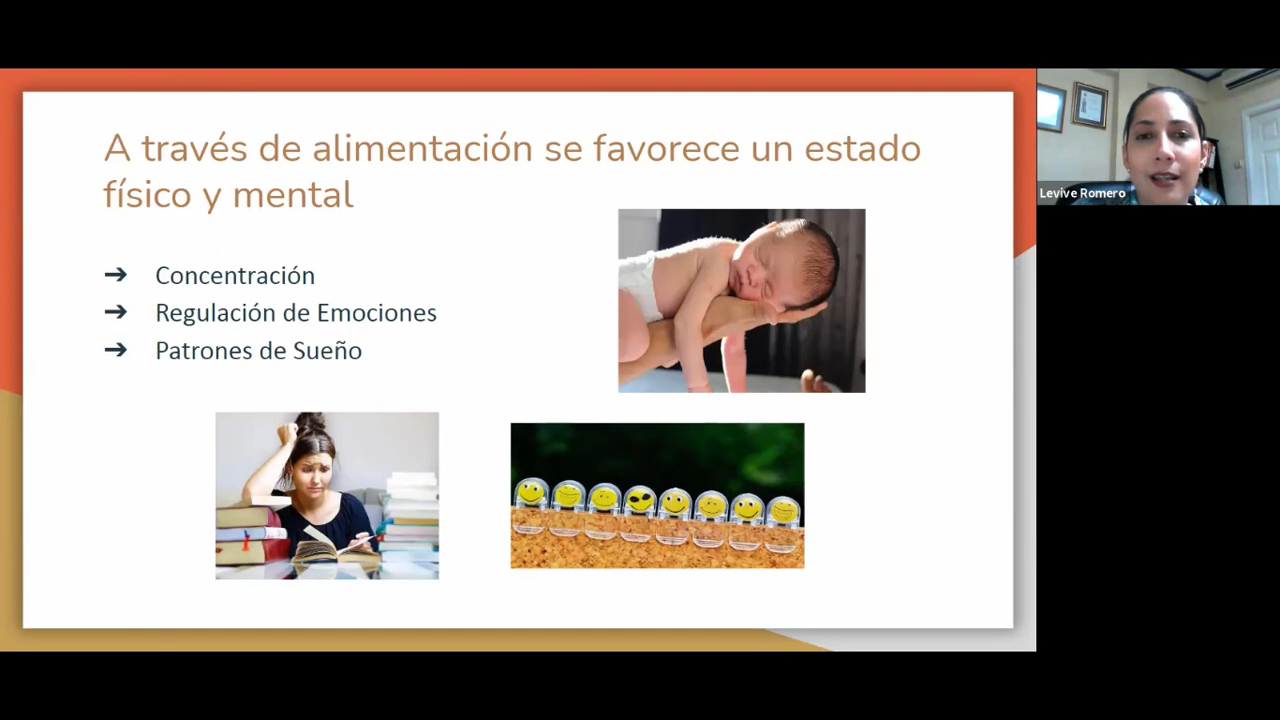 A través de alimentación se favorece un estado
físico y mental
➔ Concentración
➔ Regulación de Emociones
➔ Patrones de Sueño
Levive Romero